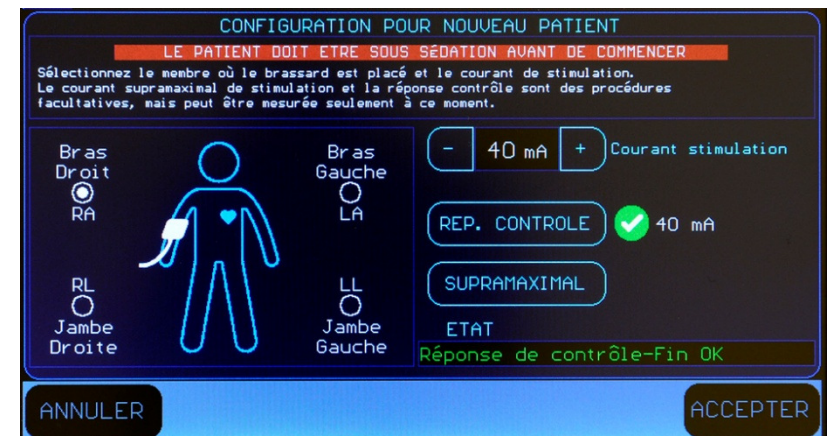 CONFIGURATION POUR NOUVEAU PATIENT
LE PATIENT DOIT ETRE SOUS SéDATION AVANT DE COMMENCER
Sélectionnez le membre où le brassard est placé et le courant de stimulation.
Le courant supramaximal de stimulation et la réponse contrôle sont des procédures
facultatives, mais peut être mesurée seulement à ce moment.
Bras
Droit
RA
Bras
Gauche
LA
RL
Jambe
Droite
LL
Jambe
Gauche
- 40 mA + Courant stimulation
REP. CONTROLE 40 mA
SUPRAMAXIMAL
ETAT
Réponse de contrôle-Fin OK
ANNULER
ACCEPTER